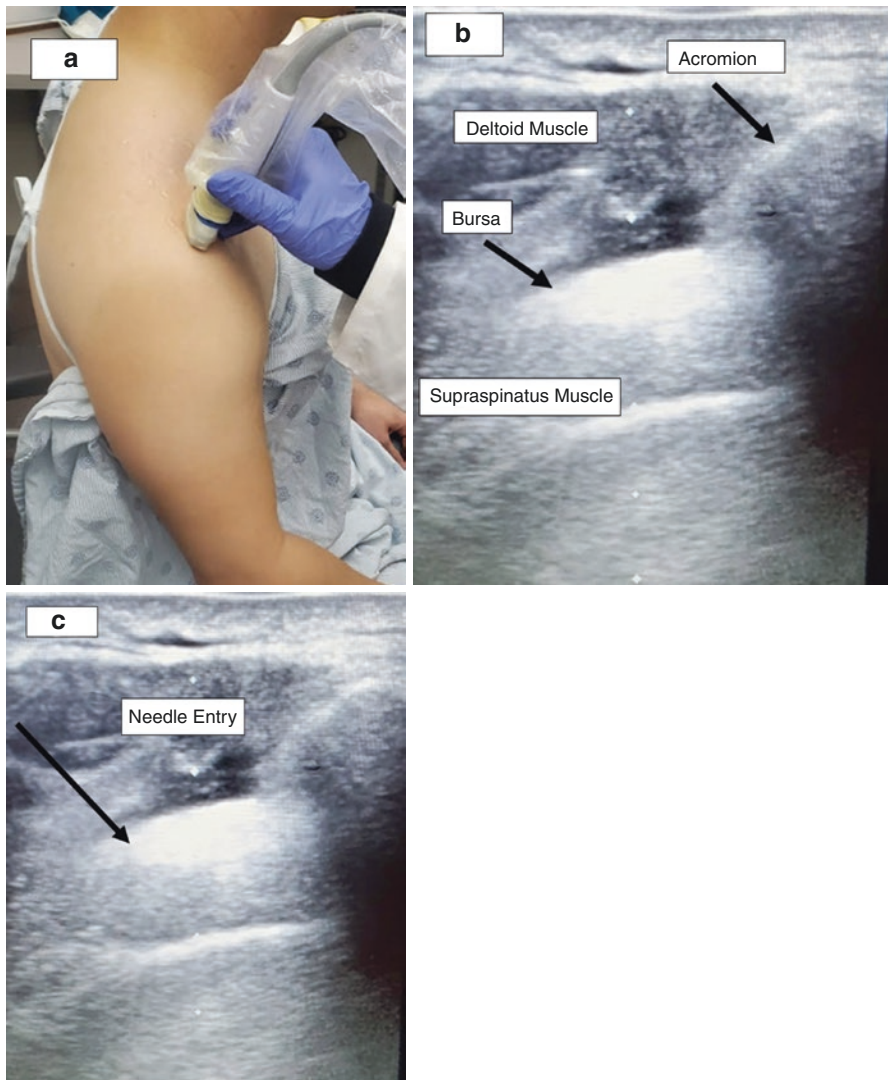 a
b
Acromion
Deltoid Muscle
Bursa
Supraspinatus Muscle
c
Needle Entry